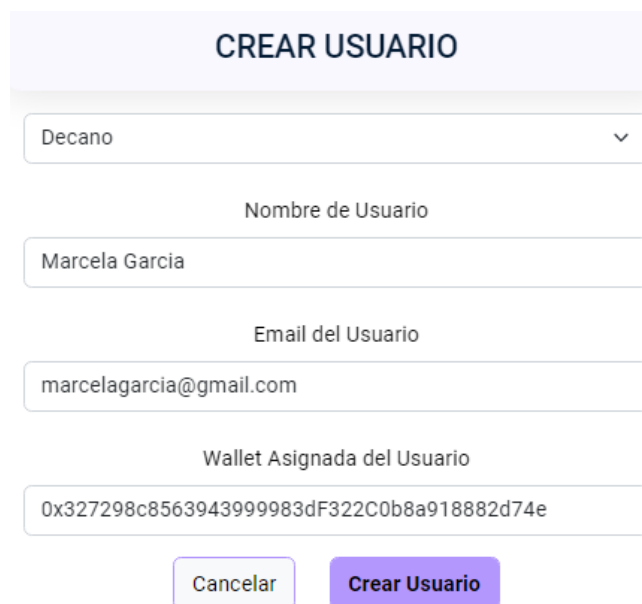 CREAR USUARIO
Decano
Nombre de Usuario
Marcela Garcia
Email del Usuario
marcelagarcia@gmail.com
Wallet Asignada del Usuario
0x327298c8563943999983dF322C0b8a918882d74e
Cancelar
Crear Usuario